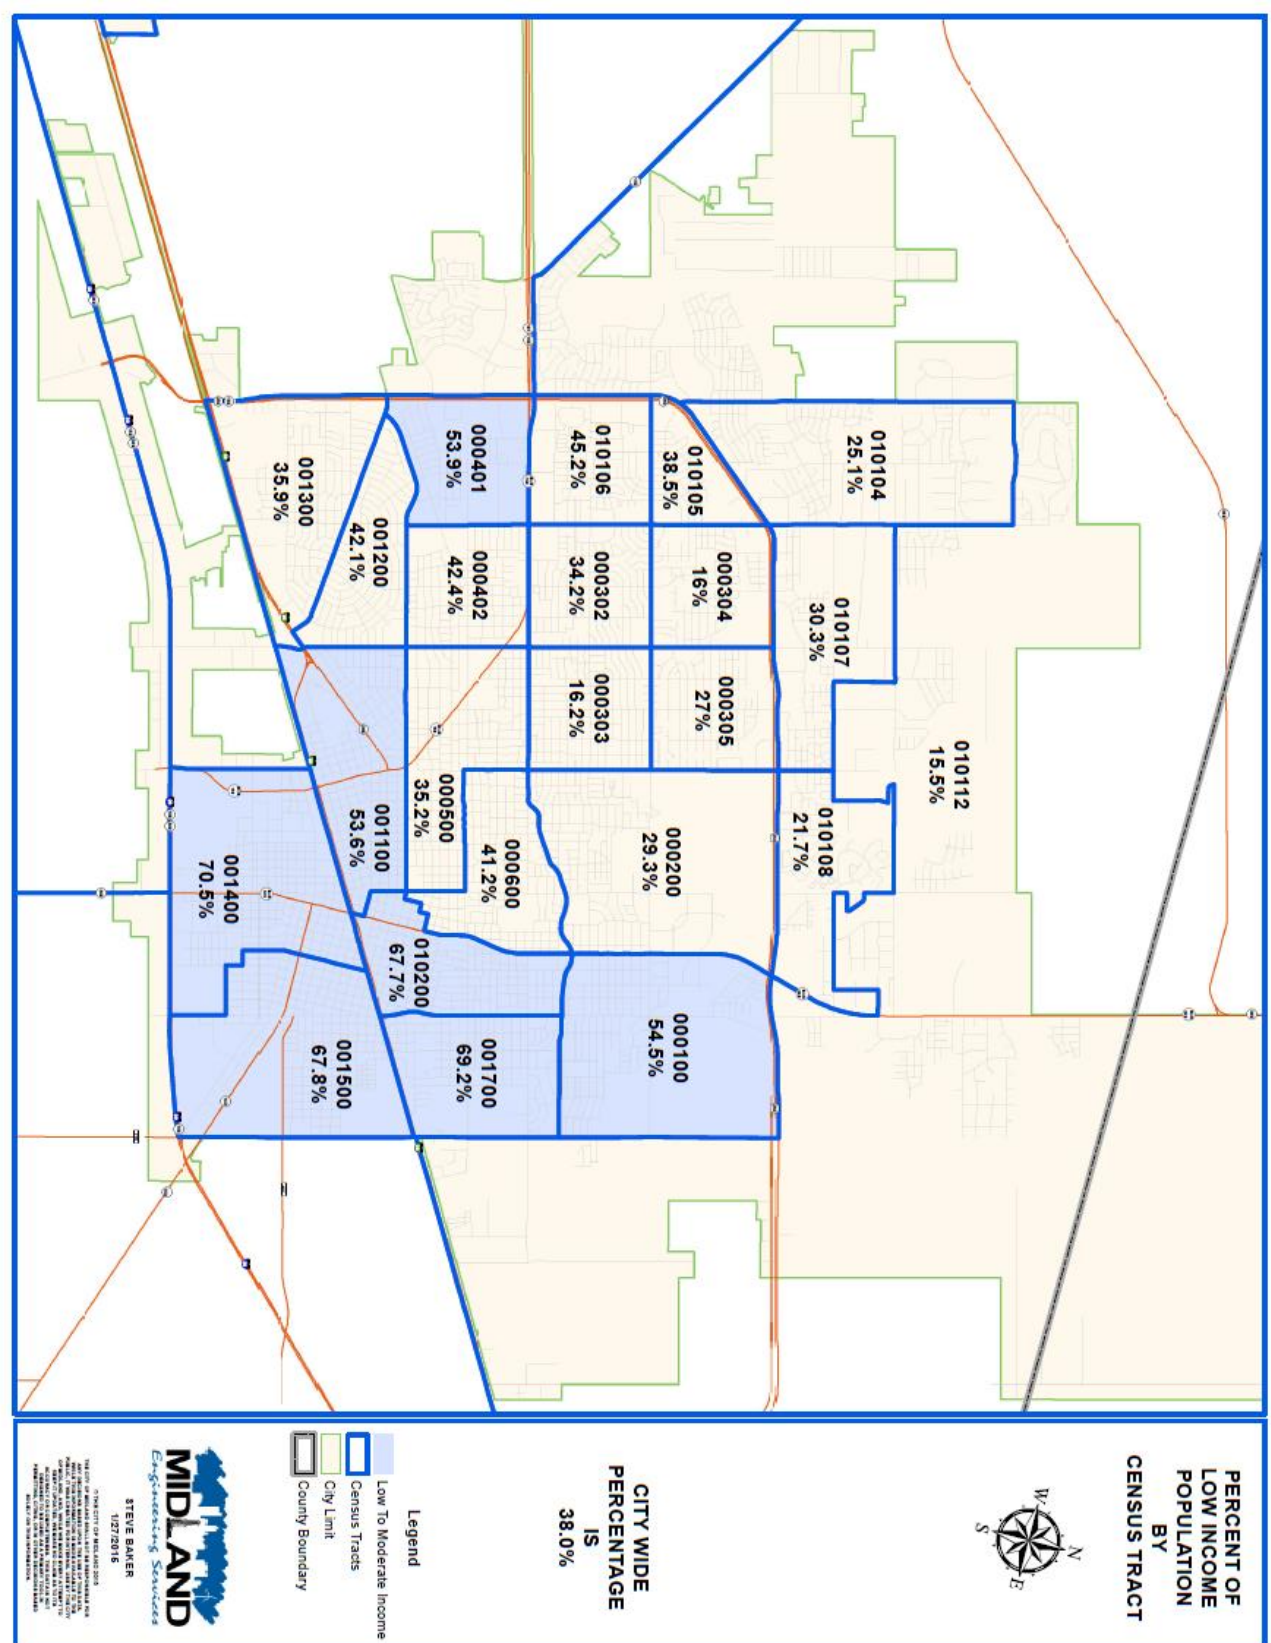 PERCENT OF
LOW INCOME
POPULATION
BY
CENSUS TRACT
N
W
E
S
CITY WIDE
PERCENTAGE
IS
38.0%
Legend
Low To Moderate Income
Census Tracts
City Limit
County Boundary
MIDLAND
Engineering Services
STEVE BAKER
1/27/2016
010104
25.1%
010105
38.5%
010106
45.2%
000401
53.9%
001300
35.9%
001200
42.1%
000402
42.4%
000302
34.2%
000304
16%
010107
30.3%
000303
16.2%
000305
27%
010112
15.5%
010108
21.7%
000200
29.3%
000600
41.2%
000500
35.2%
001100
53.6%
001400
70.5%
010200
67.7%
000100
54.5%
001700
69.2%
001500
67.8%